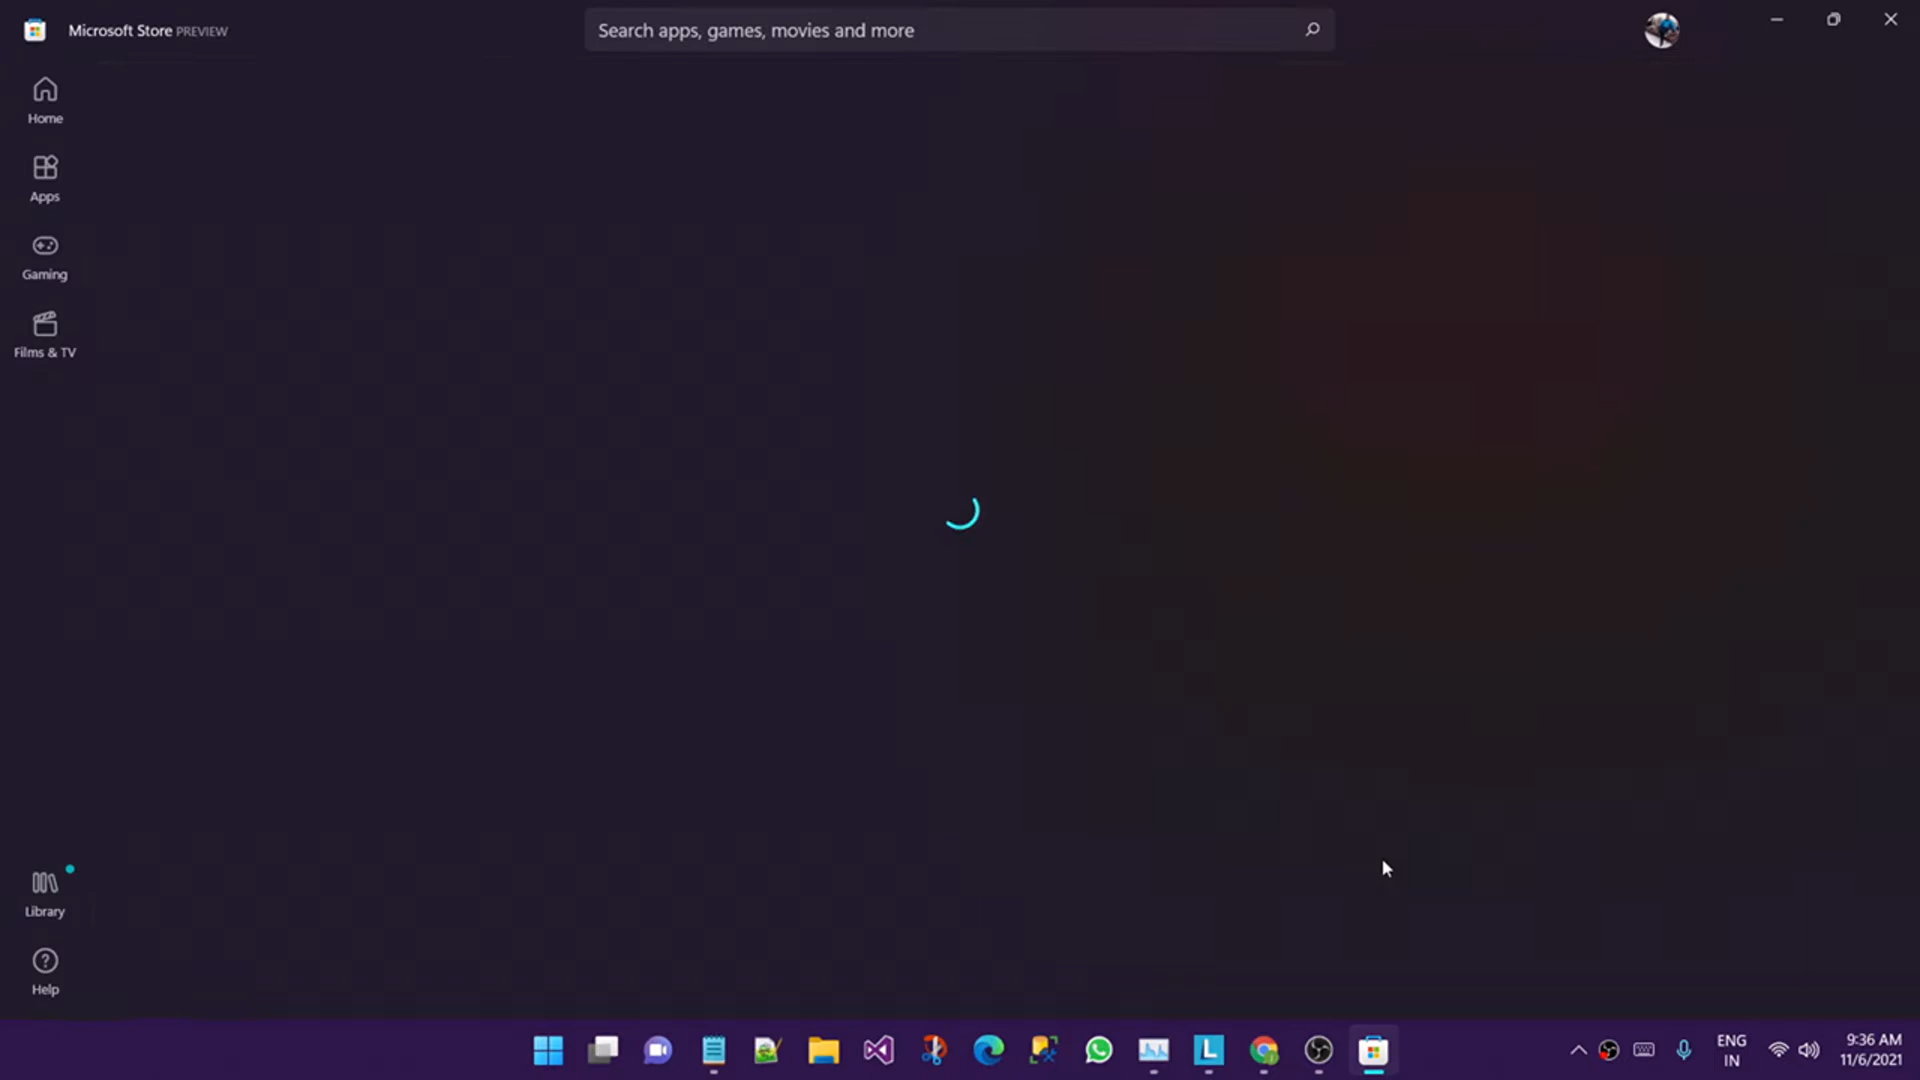 Microsoft Store PREVIEW
Search apps, games, movies and more
Home
Apps
Gaming
Films & TV
Library
Help
L
ENG
IN
9:36 AM
11/6/2021